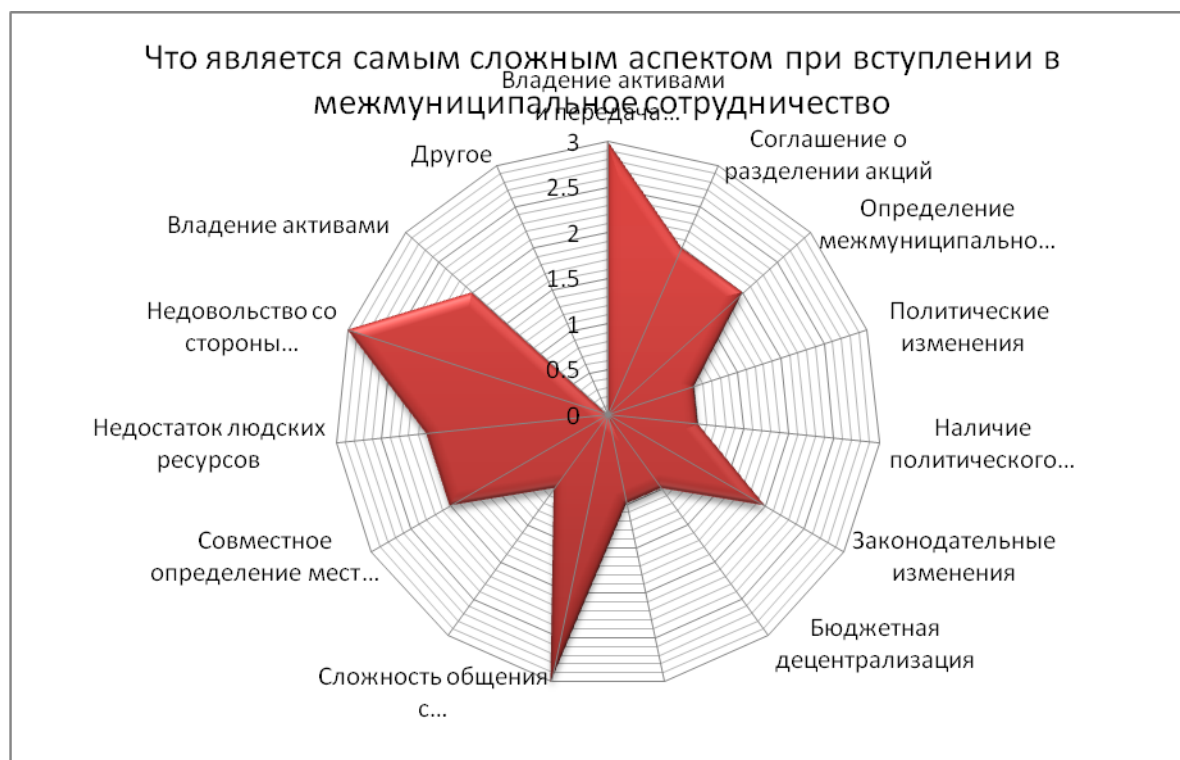 Что является самым сложным аспектом при вступлении в
межмуниципальное сотрудничество
Владение активами
и передача...
Соглашение о
разделении акций
Определение
межмуниципально...
Политические
изменения
Наличие
политического...
Законодательные
изменения
Бюджетная
децентрализация
Сложность общения
с...
Совместное
определение мест...
Недостаток людских
ресурсов
Недовольство со
стороны...
Владение активами
Другое
3
2.5
2
1.5
1
0.5
0